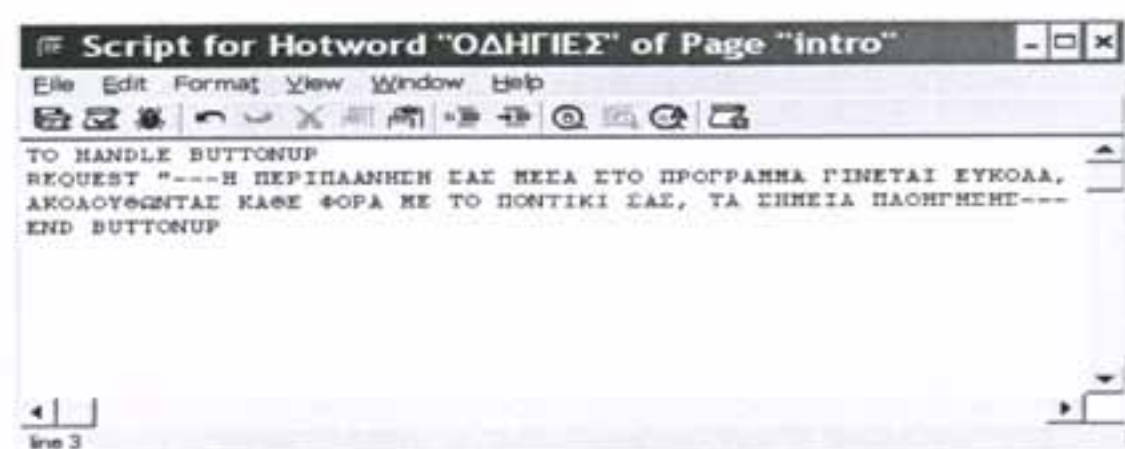 Script for Hotword "ΟΔΗΓΙΕΣ" of Page "intro"
File Edit Format View Window Help
TO HANDLE BUTTONUP
REQUEST "---Η ΠΕΡΙΠΛΑΝΗΣΗ ΣΑΣ ΜΕΣΑ ΣΤΟ ΠΡΟΓΡΑΜΜΑ ΓΙΝΕΤΑΙ ΕΥΚΟΛΑ,
ΑΚΟΛΟΥΘΩΝΤΑΣ ΚΑΘΕ ΦΟΡΑ ΜΕ ΤΟ ΠΟΝΤΙΚΙ ΣΑΣ, ΤΑ ΣΗΜΕΙΑ ΠΛΟΗΓΗΣΗΣ---
END BUTTONUP
line 3